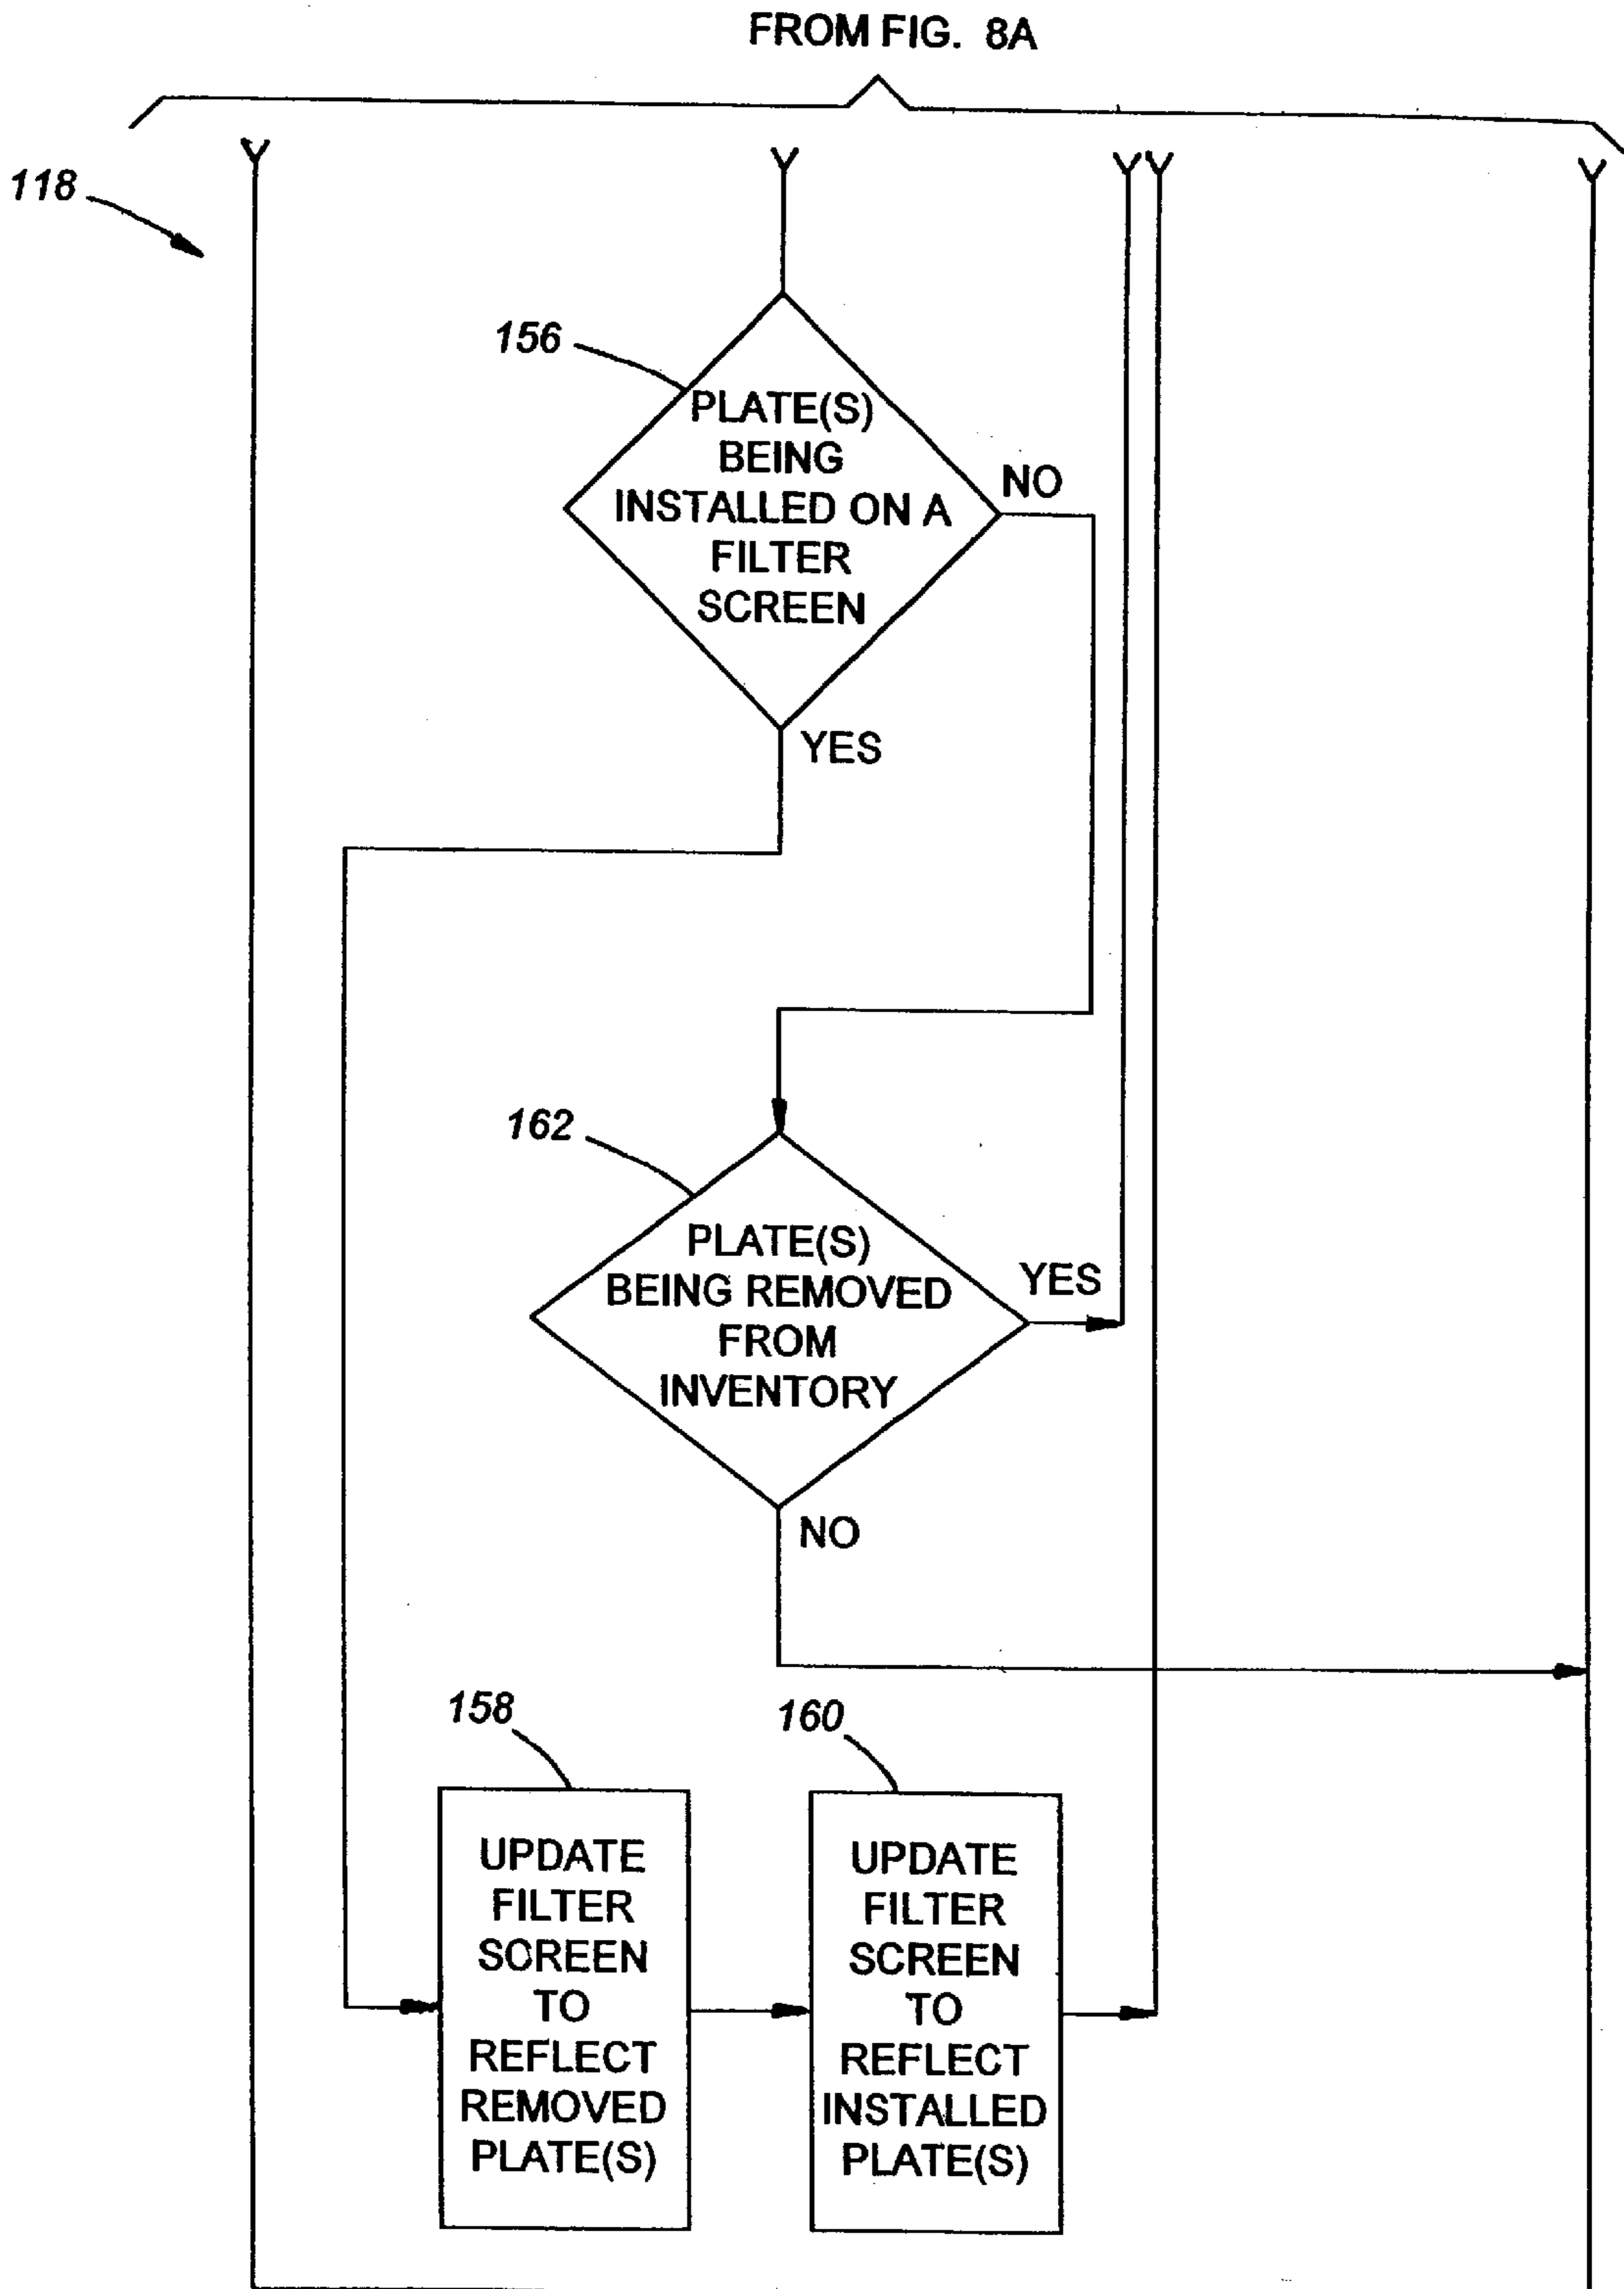 FROM FIG. 8A
118
156
PLATE(S)
BEING
INSTALLED ON A
FILTER
SCREEN
NO
YES
162
PLATE(S)
BEING REMOVED
FROM
INVENTORY
YES
NO
158
160
UPDATE
FILTER
SCREEN
TO
REFLECT
REMOVED
PLATE(S)
UPDATE
FILTER
SCREEN
TO
REFLECT
INSTALLED
PLATE(S)